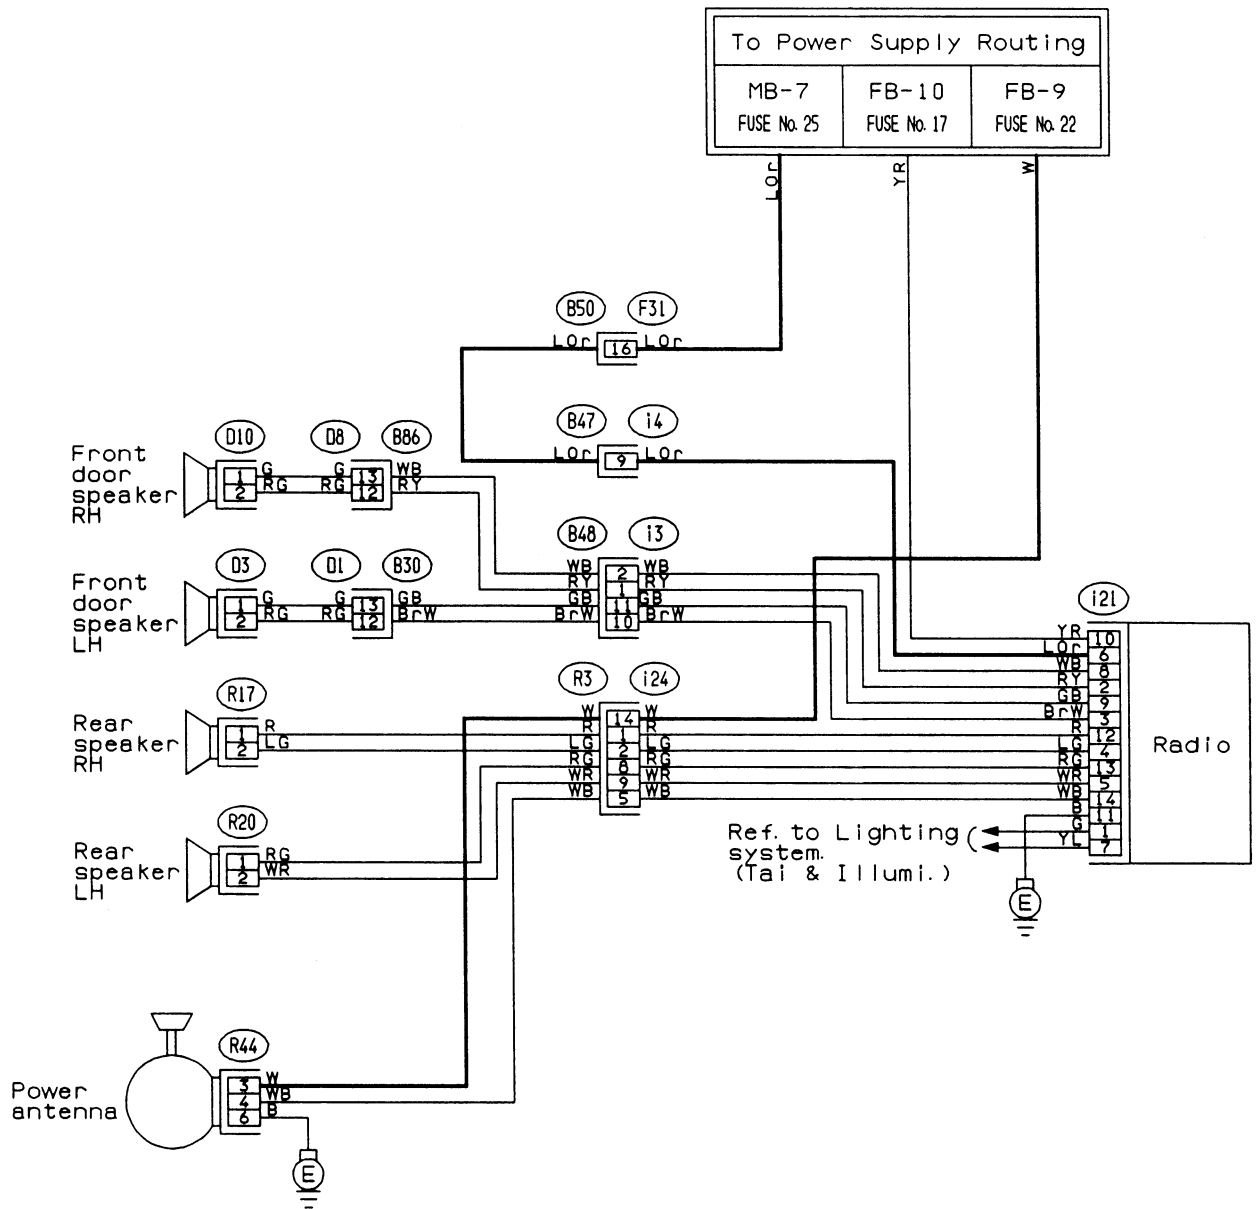 To Power Supply Routing
MB-7
FUSE No. 25
FB-10
FUSE No. 17
FB-9
FUSE No. 22
LOr
YR
W
B50
F31
LOr
16
LOr
B47
i4
LOr
9
LOr
Front
door
speaker
RH
D10
1
2
G
RG
D8
G
RG
13
12
B86
WB
RY
Front
door
speaker
LH
D3
1
2
G
RG
D1
G
RG
13
12
B30
GB
BrW
B48
i3
WB
RY
GB
BrW
2
1
11
10
WB
RY
GB
BrW
Rear
speaker
RH
R17
1
2
R
LG
R3
i24
W
R
LG
RG
WR
WB
14
1
2
8
9
5
W
R
LG
RG
WR
WB
i21
YR
LOr
WB
RY
GB
BrW
R
LG
RG
WR
WB
B
G
YL
10
6
8
2
9
3
12
4
13
5
14
11
1
7
Radio
Rear
speaker
LH
R20
1
2
RG
WR
Ref. to Lighting
system.
(Tai & Illumi.)
E
Power
antenna
R44
3
4
6
W
WB
B
E